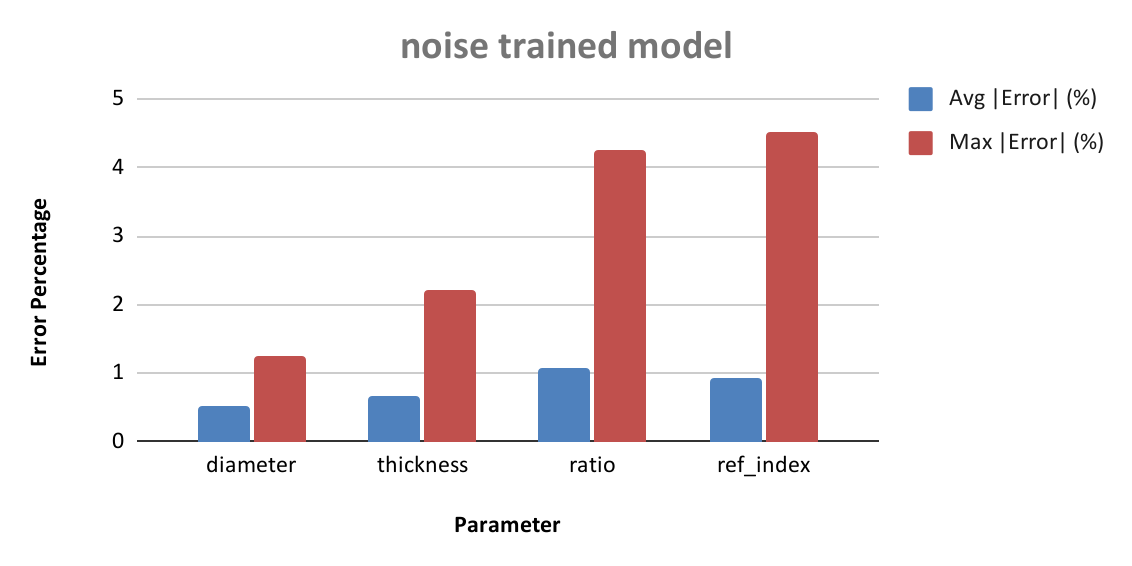 noise trained model
Avg |Error| (%)
Max |Error| (%)
Error Percentage
5
4
3
2
1
0
diameter thickness ratio ref_index
Parameter